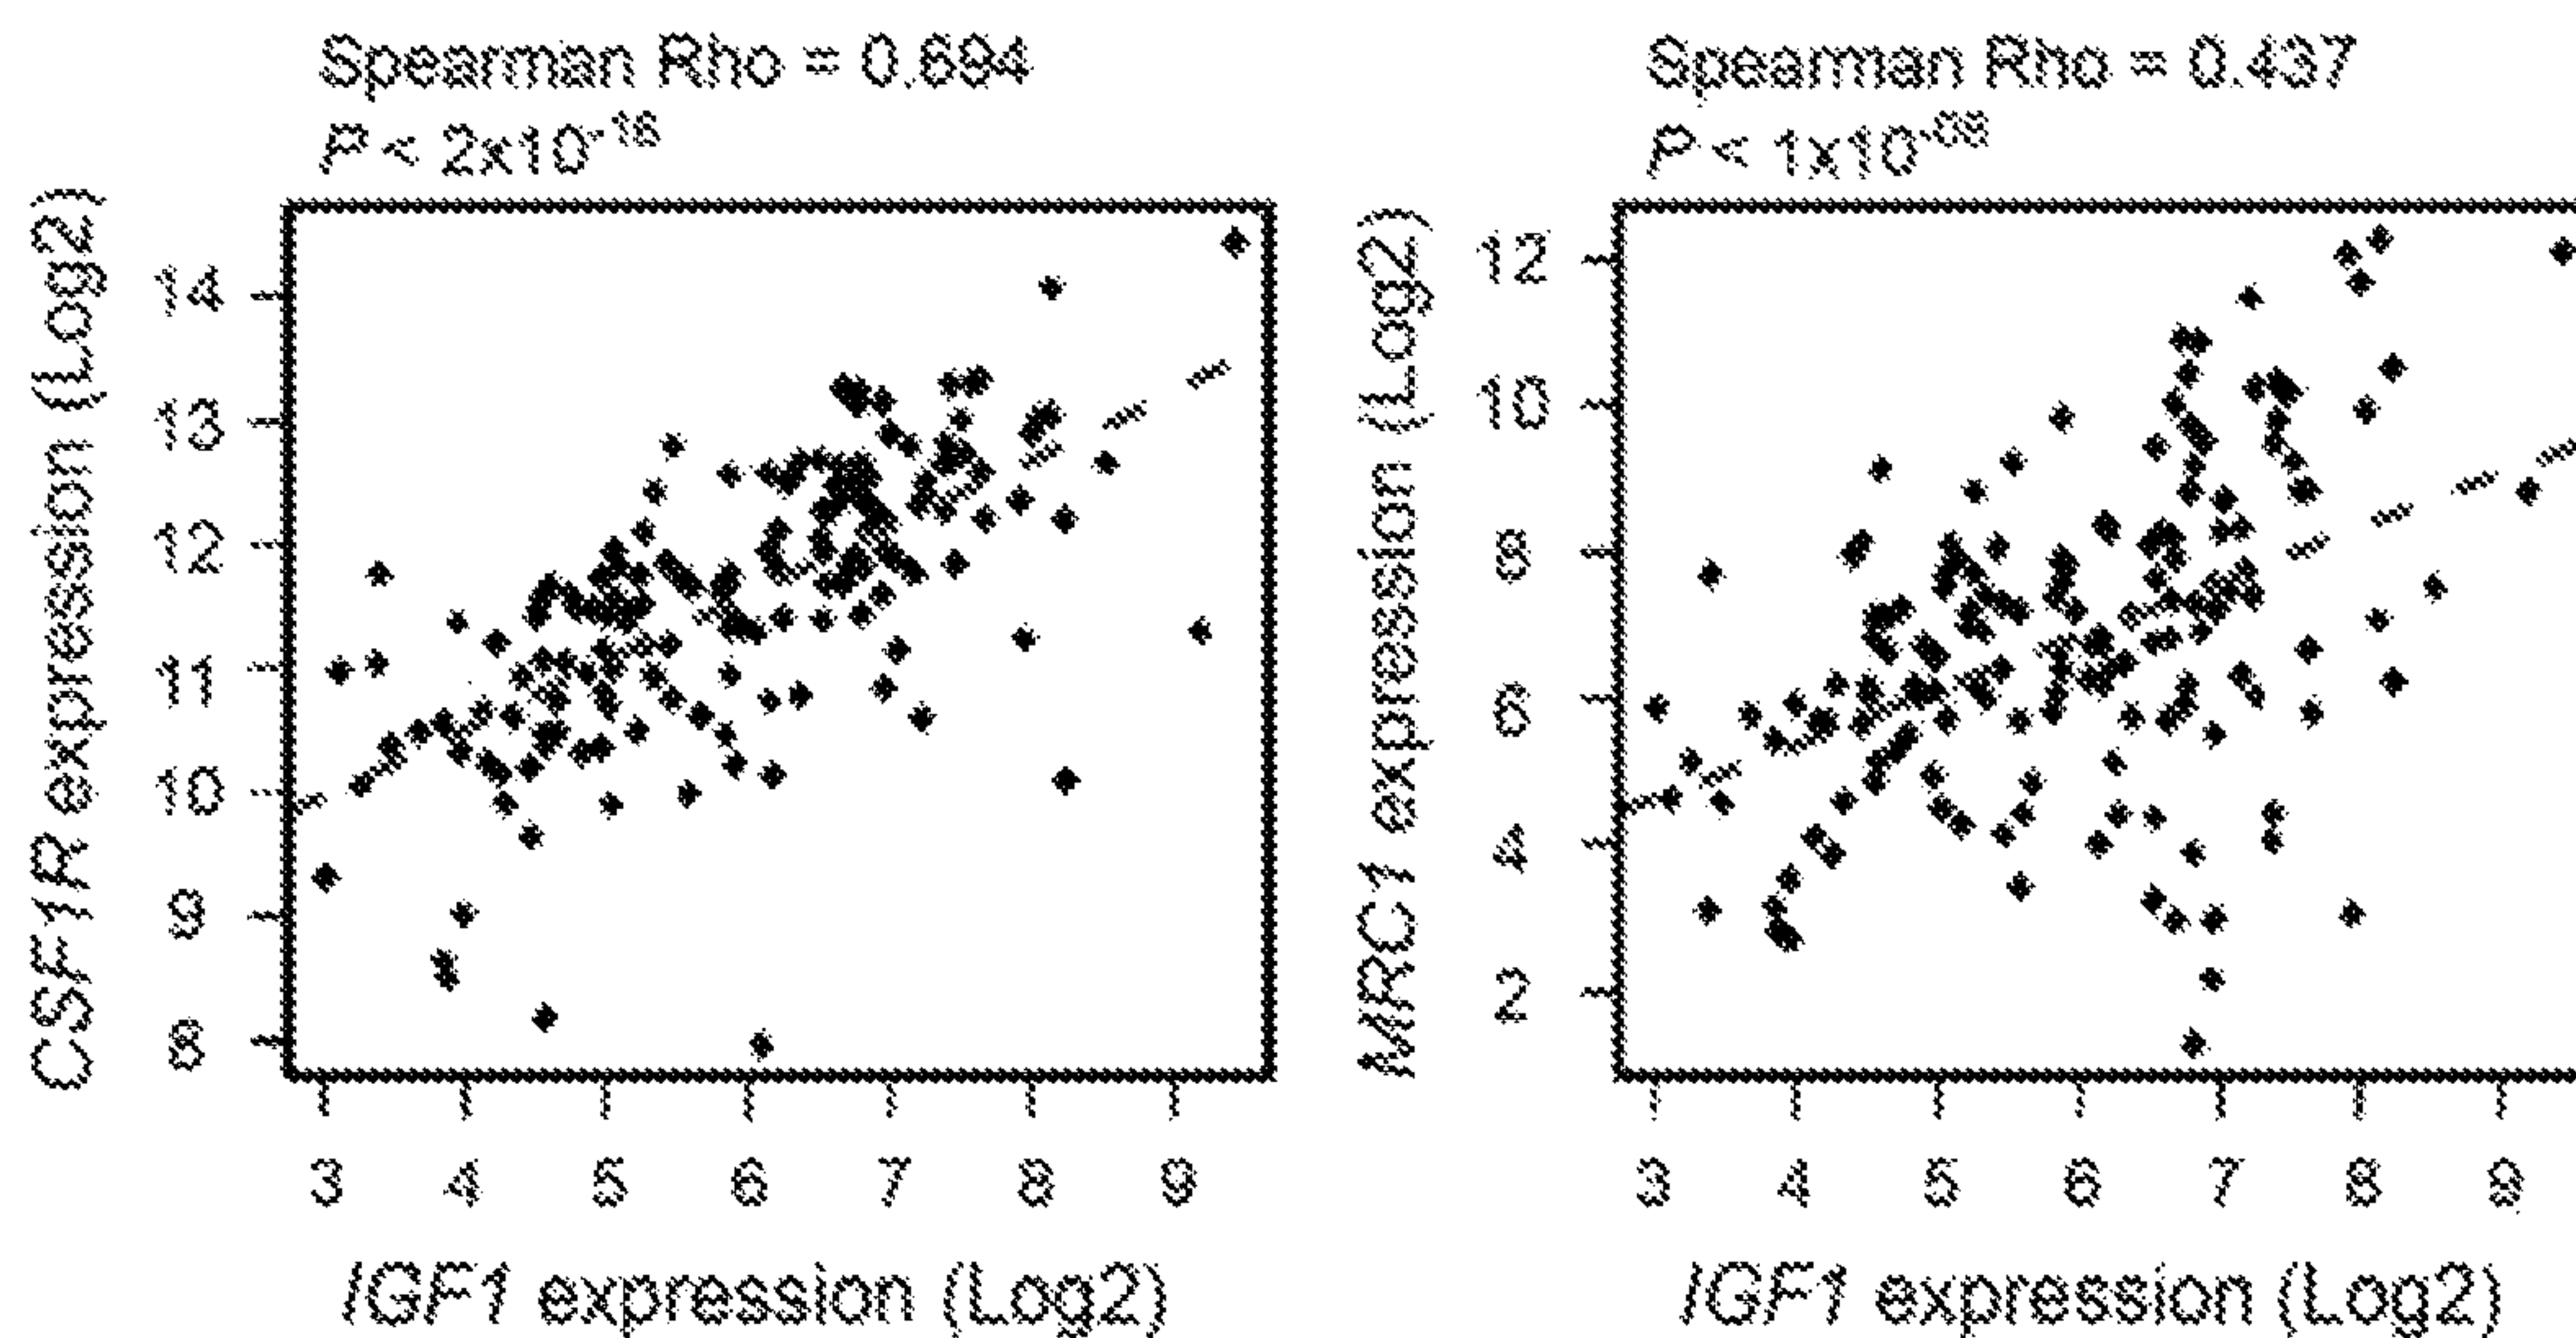 Spearman Rho = 0.694
P < 2x10^-16
CSF1R expression (Log2)
14
13
12
11
10
9
8
3 4 5 6 7 8 9
IGF1 expression (Log2)
Spearman Rho = 0.437
P < 1x10^-08
MRC1 expression (Log2)
12
10
8
6
4
2
3 4 5 6 7 8 9
IGF1 expression (Log2)